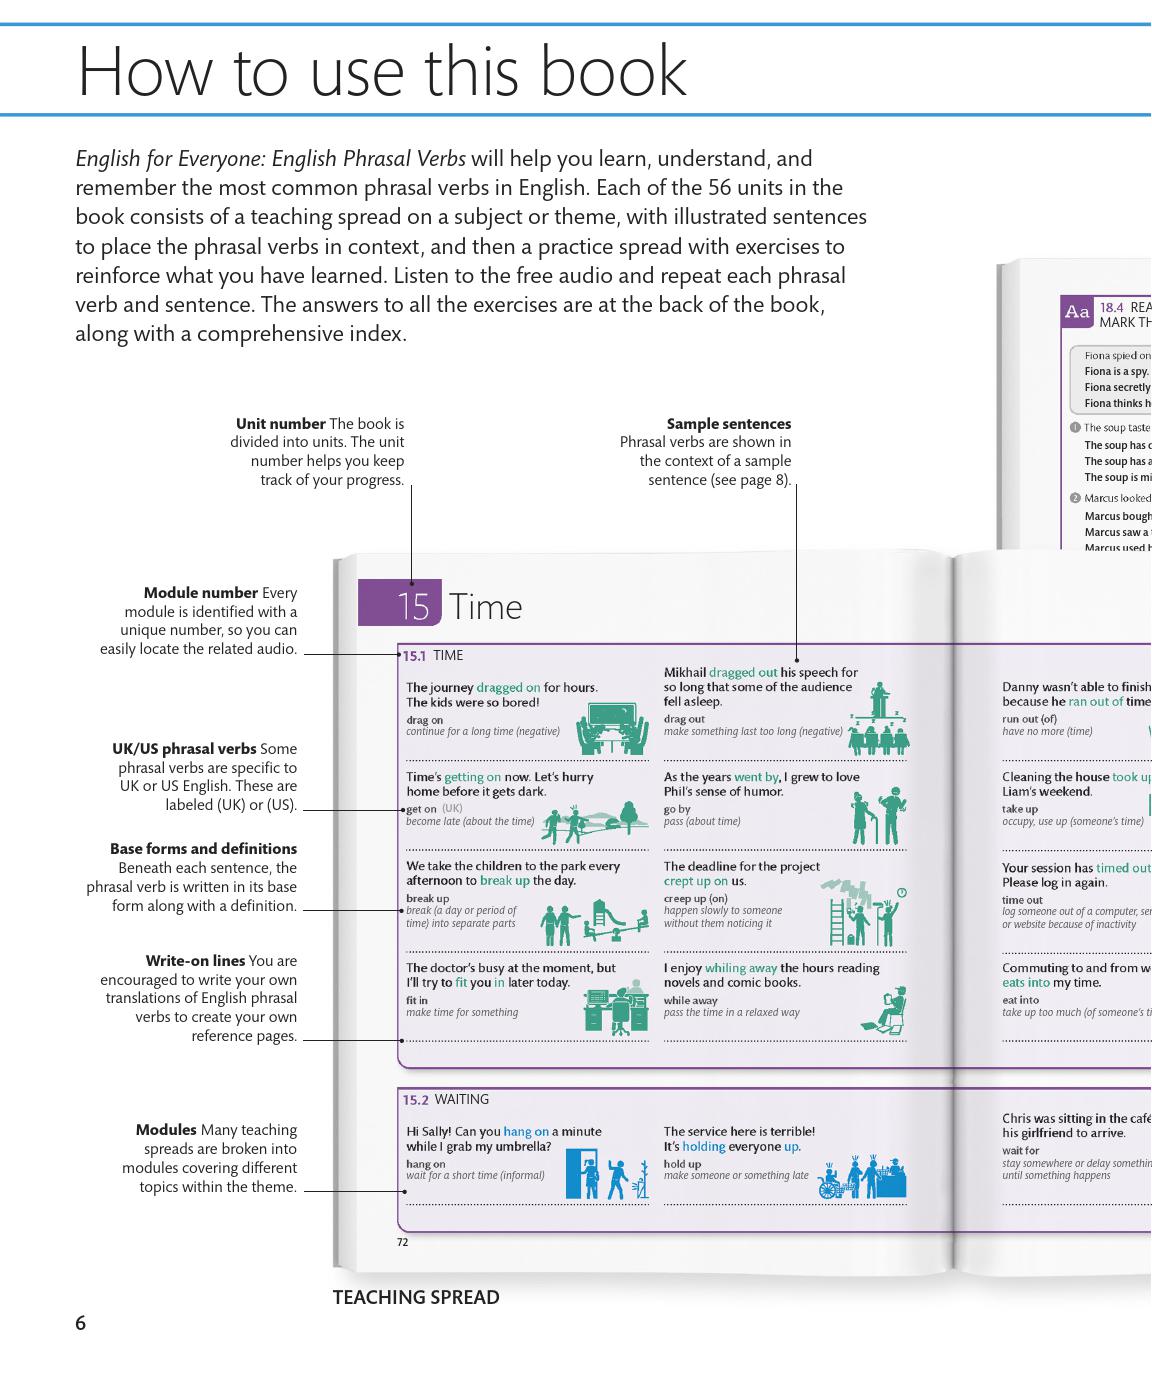 How to use this book
English for Everyone: English Phrasal Verbs will help you learn, understand, and
remember the most common phrasal verbs in English. Each of the 56 units in the
book consists of a teaching spread on a subject or theme, with illustrated sentences
to place the phrasal verbs in context, and then a practice spread with exercises to
reinforce what you have learned. Listen to the free audio and repeat each phrasal
verb and sentence. The answers to all the exercises are at the back of the book,
along with a comprehensive index.
Unit number The book is
divided into units. The unit
number helps you keep
track of your progress.
Sample sentences
Phrasal verbs are shown in
the context of a sample
sentence (see page 8).
Aa
18.4 REA
MARK TH
Fiona spied on
Fiona is a spy.
Fiona secretly
Fiona thinks h
1 The soup taste
The soup has c
The soup has a
The soup is mi
2 Marcus looked
Marcus bough
Marcus saw a t
Marcus used b
Module number Every
module is identified with a
unique number, so you can
easily locate the related audio.
UK/US phrasal verbs Some
phrasal verbs are specific to
UK or US English. These are
labeled (UK) or (US).
Base forms and definitions
Beneath each sentence, the
phrasal verb is written in its base
form along with a definition.
Write-on lines You are
encouraged to write your own
translations of English phrasal
verbs to create your own
reference pages.
Modules Many teaching
spreads are broken into
modules covering different
topics within the theme.
15 Time
15.1 TIME
The journey dragged on for hours.
The kids were so bored!
drag on
continue for a long time (negative)
Mikhail dragged out his speech for
so long that some of the audience
fell asleep.
drag out
make something last too long (negative)
Danny wasn't able to finish
because he ran out of time
run out (of)
have no more (time)
Time's getting on now. Let's hurry
home before it gets dark.
get on (UK)
become late (about the time)
As the years went by, I grew to love
Phil's sense of humor.
go by
pass (about time)
Cleaning the house took up
Liam's weekend.
take up
occupy, use up (someone's time)
We take the children to the park every
afternoon to break up the day.
break up
break (a day or period of
time) into separate parts
The deadline for the project
crept up on us.
creep up (on)
happen slowly to someone
without them noticing it
Your session has timed out
Please log in again.
time out
log someone out of a computer, ser
or website because of inactivity
The doctor's busy at the moment, but
I'll try to fit you in later today.
fit in
make time for something
I enjoy whiling away the hours reading
novels and comic books.
while away
pass the time in a relaxed way
Commuting to and from w
eats into my time.
eat into
take up too much (of someone's ti
15.2 WAITING
Hi Sally! Can you hang on a minute
while I grab my umbrella?
hang on
wait for a short time (informal)
The service here is terrible!
It's holding everyone up.
hold up
make someone or something late
Chris was sitting in the café
his girlfriend to arrive.
wait for
stay somewhere or delay somethin
until something happens
72
TEACHING SPREAD
6